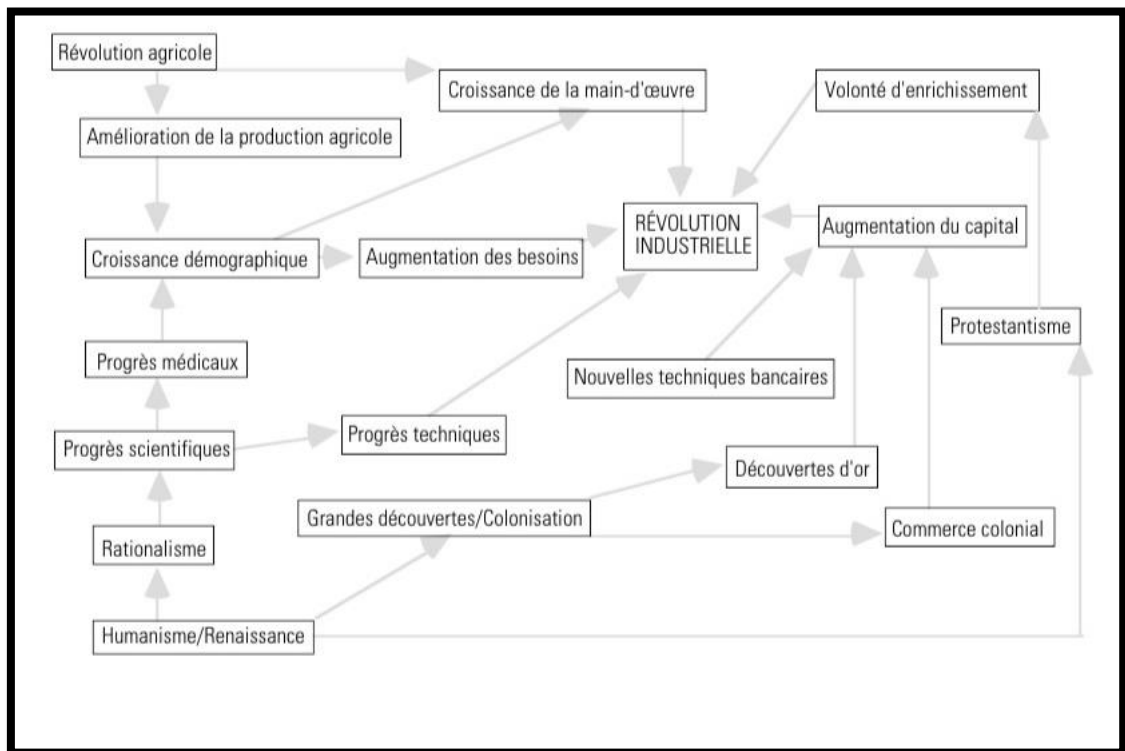 Révolution agricole
Croissance de la main-d'œuvre
Volonté d'enrichissement
Amélioration de la production agricole
RÉVOLUTION
INDUSTRIELLE
Augmentation du capital
Croissance démographique
Augmentation des besoins
Protestantisme
Progrès médicaux
Nouvelles techniques bancaires
Progrès scientifiques
Progrès techniques
Découvertes d'or
Grandes découvertes/Colonisation
Commerce colonial
Rationalisme
Humanisme/Renaissance